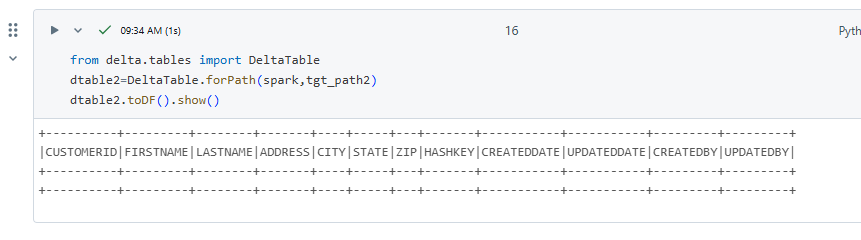 09:34 AM (1s)
16
Pyth
from delta.tables import DeltaTable
dtable2=DeltaTable.forPath(spark,tgt_path2)
dtable2.toDF().show()
+----------+---------+--------+-------+----+-----+---+-------+-----------+-----------+---------+---------+
|CUSTOMERID|FIRSTNAME|LASTNAME|ADDRESS|CITY|STATE|ZIP|HASHKEY|CREATEDDATE|UPDATEDDATE|CREATEDBY|UPDATEDBY|
+----------+---------+--------+-------+----+-----+---+-------+-----------+-----------+---------+---------+
+----------+---------+--------+-------+----+-----+---+-------+-----------+-----------+---------+---------+